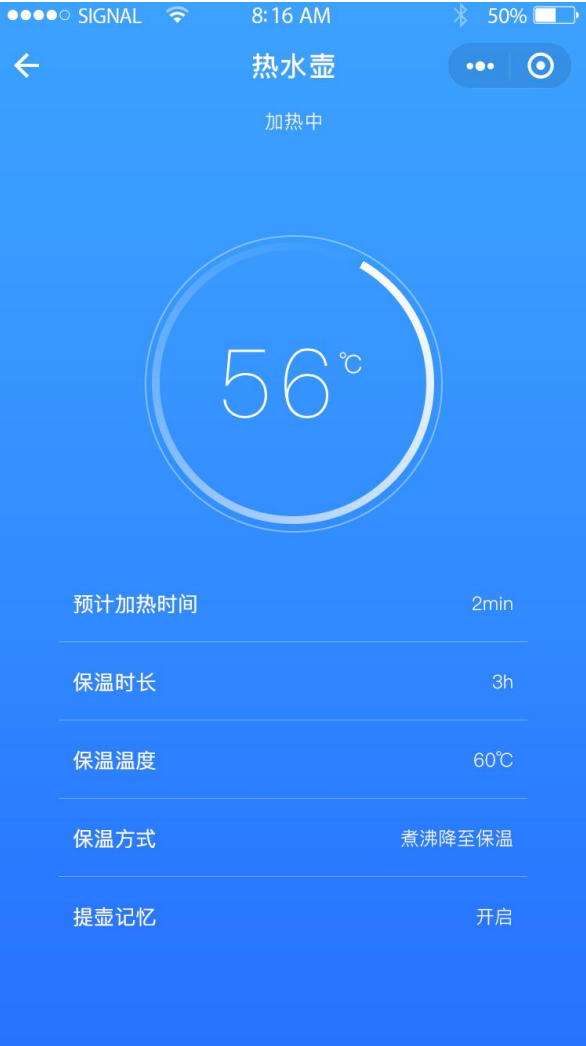 SIGNAL 8:16 AM 50%
热水壶
加热中
56℃
预计加热时间 2min
保温时长 3h
保温温度 60℃
保温方式 煮沸降至保温
提壶记忆 开启